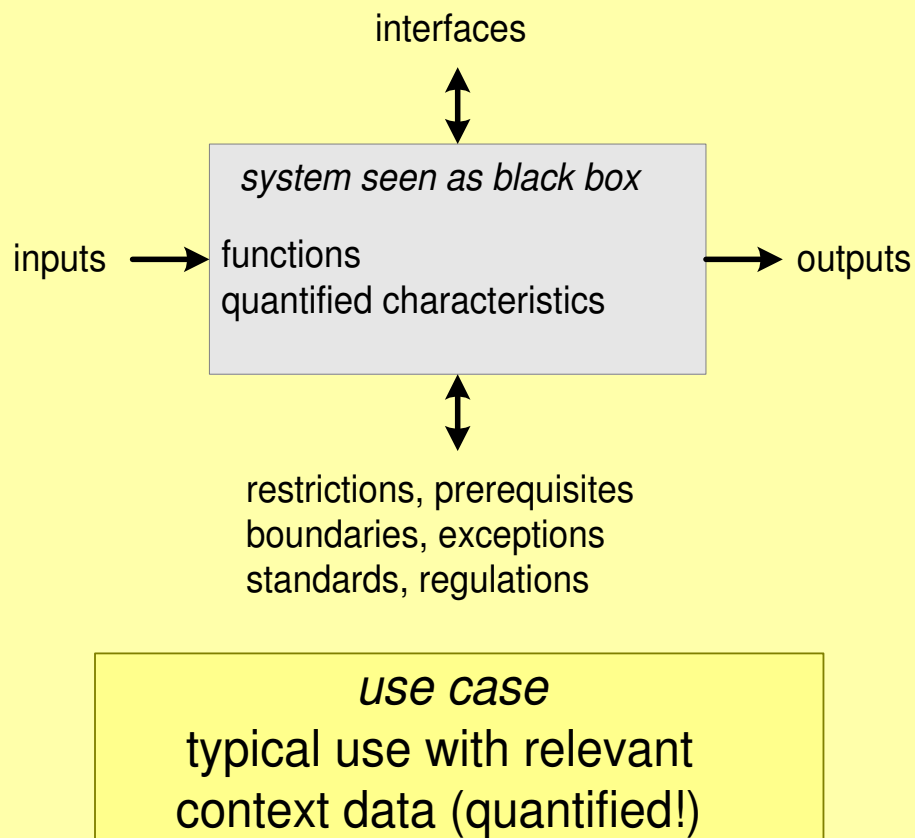 interfaces
system seen as black box
inputs
functions
quantified characteristics
outputs
restrictions, prerequisites
boundaries, exceptions
standards, regulations
use case
typical use with relevant
context data (quantified!)